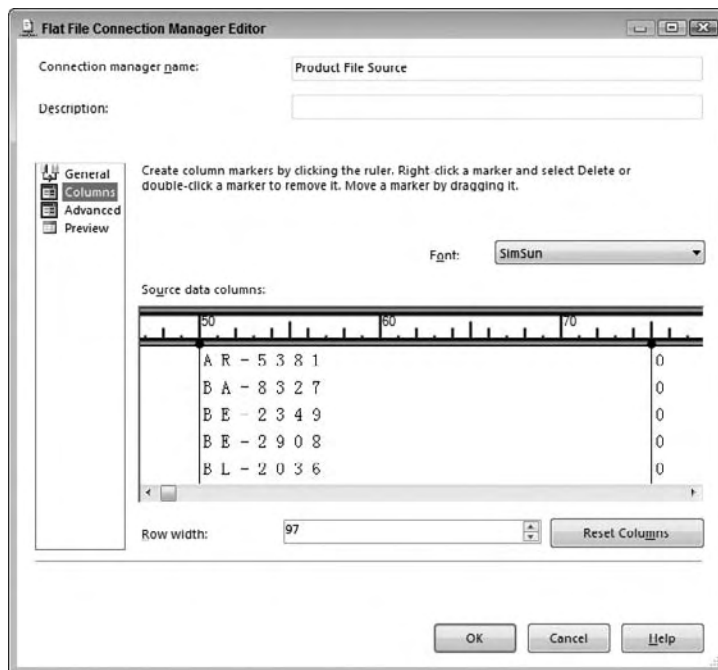 Flat File Connection Manager Editor
Connection manager name: Product File Source
Description:
General
Columns
Advanced
Preview
Create column markers by clicking the ruler. Right-click a marker and select Delete or
double-click a marker to remove it. Move a marker by dragging it.
Font: SimSun
Source data columns:
50 60 70
AR-5381 0
BA-8327 0
BE-2349 0
BE-2908 0
BL-2036 0
Row width: 97 Reset Columns
OK Cancel Help